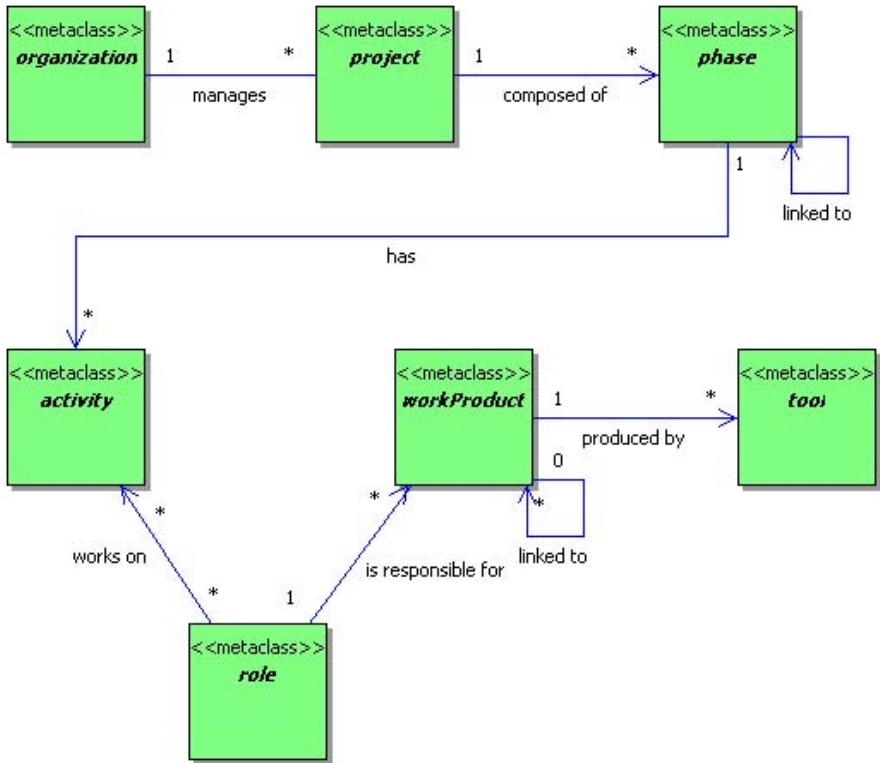 <<metaclass>>
organization
1
*
manages
<<metaclass>>
project
1
*
composed of
<<metaclass>>
phase
1
linked to
has
*
<<metaclass>>
activity
<<metaclass>>
workProduct
1
*
produced by
<<metaclass>>
tool
0
*
linked to
*
works on
*
1
*
is responsible for
<<metaclass>>
role